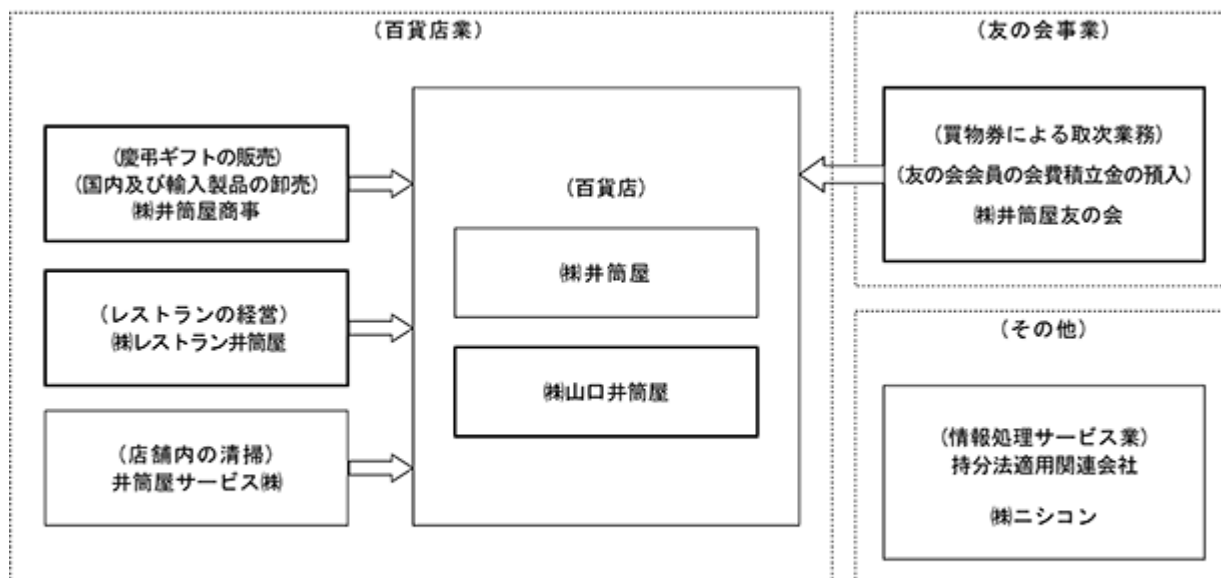 (百貨店業)
(慶弔ギフトの販売)
(国内及び輸入製品の卸売)
㈱井筒屋商事
(レストランの経営)
㈱レストラン井筒屋
(店舗内の清掃)
井筒屋サービス㈱
(百貨店)
㈱井筒屋
㈱山口井筒屋
(友の会事業)
(買物券による取次業務)
(友の会会員の会費積立金の預入)
㈱井筒屋友の会
(その他)
(情報処理サービス業)
持分法適用関連会社
㈱ニシコン